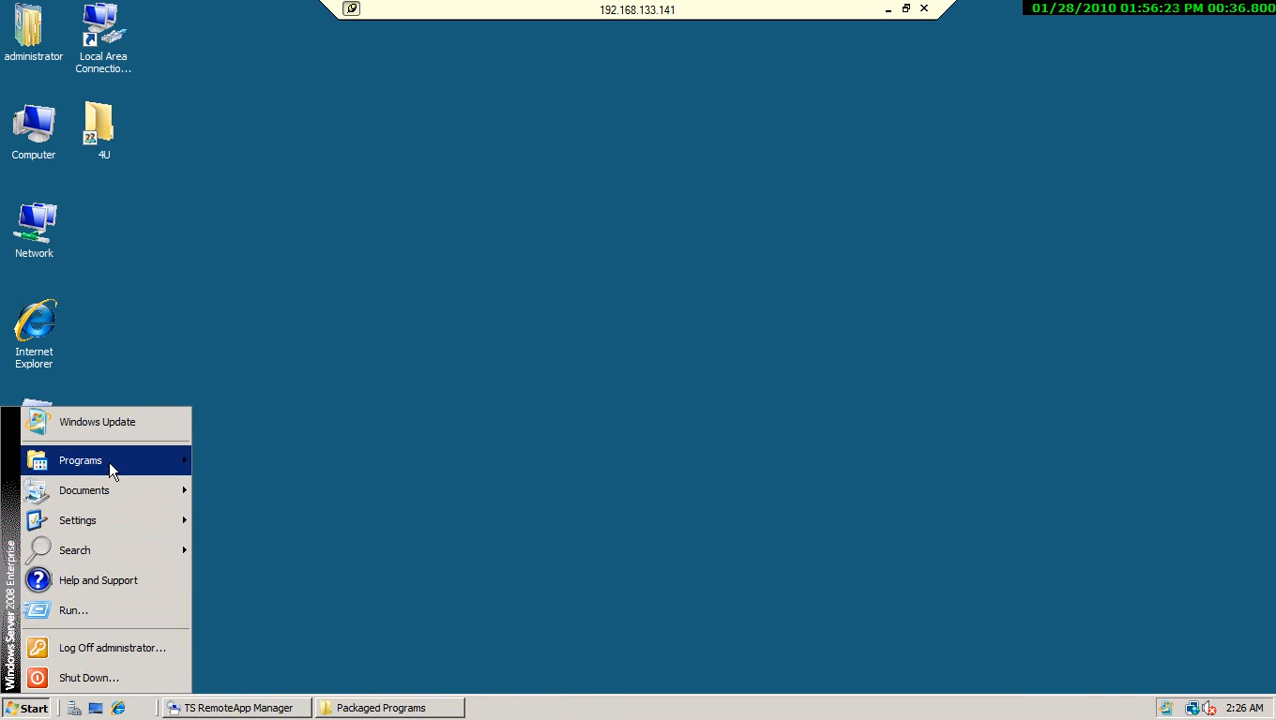 192.168.133.141
01/28/2010 01:56:23 PM 00:36.800
administrator
Local Area
Connectio...
Computer
4U
Network
Internet
Explorer
Windows Update
Programs
Documents
Settings
Search
Help and Support
Run...
Log Off administrator...
Shut Down...
Windows Server 2008 Enterprise
Start
TS RemoteApp Manager
Packaged Programs
2:26 AM